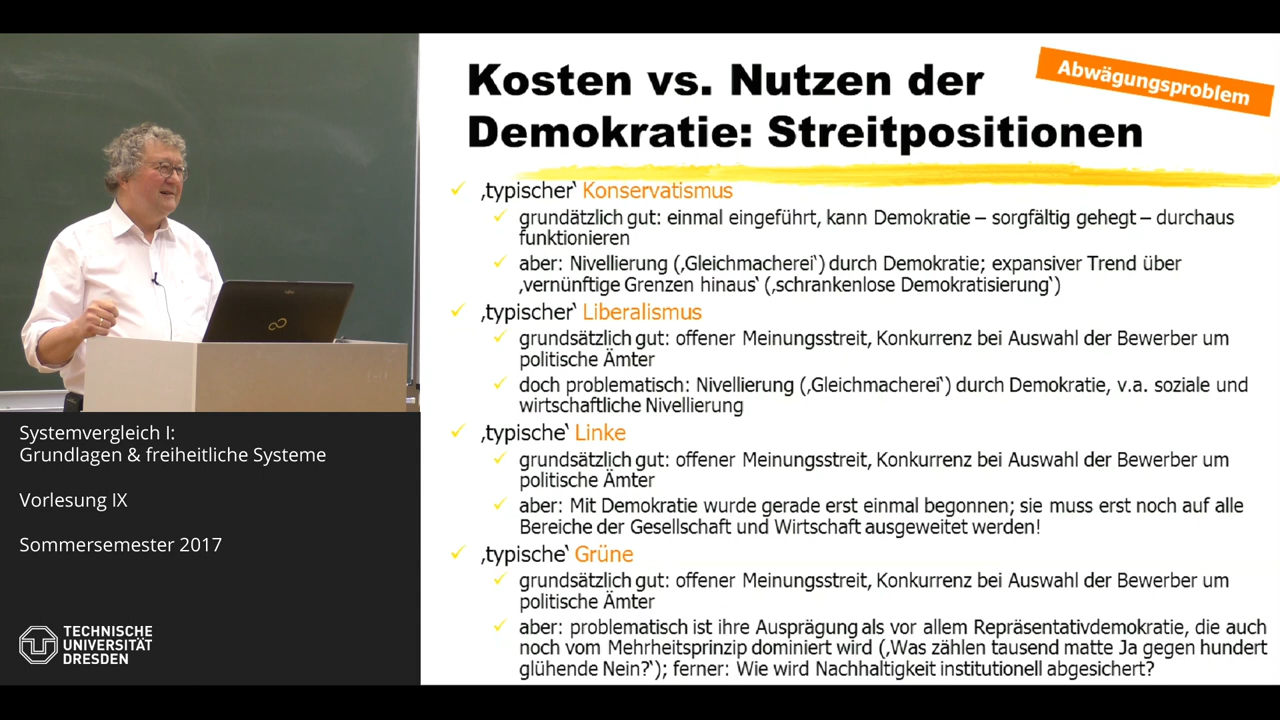 Kosten vs. Nutzen der
Demokratie: Streitpositionen
Abwägungsproblem
‚typischer‘ Konservatismus
grundätzlich gut: einmal eingeführt, kann Demokratie – sorgfältig gehegt – durchaus
funktionieren
aber: Nivellierung (‚Gleichmacherei‘) durch Demokratie; expansiver Trend über
‚vernünftige Grenzen hinaus‘ (‚schrankenlose Demokratisierung‘)
‚typischer‘ Liberalismus
grundsätzlich gut: offener Meinungsstreit, Konkurrenz bei Auswahl der Bewerber um
politische Ämter
doch problematisch: Nivellierung (‚Gleichmacherei‘) durch Demokratie, v.a. soziale und
wirtschaftliche Nivellierung
‚typische‘ Linke
grundsätzlich gut: offener Meinungsstreit, Konkurrenz bei Auswahl der Bewerber um
politische Ämter
aber: Mit Demokratie wurde gerade erst einmal begonnen; sie muss erst noch auf alle
Bereiche der Gesellschaft und Wirtschaft ausgeweitet werden!
‚typische‘ Grüne
grundsätzlich gut: offener Meinungsstreit, Konkurrenz bei Auswahl der Bewerber um
politische Ämter
aber: problematisch ist ihre Ausprägung als vor allem Repräsentativdemokratie, die auch
noch vom Mehrheitsprinzip dominiert wird (‚Was zählen tausend matte Ja gegen hundert
glühende Nein?‘); ferner: Wie wird Nachhaltigkeit institutionell abgesichert?
Systemvergleich I:
Grundlagen & freiheitliche Systeme
Vorlesung IX
Sommersemester 2017
TECHNISCHE
UNIVERSITÄT
DRESDEN